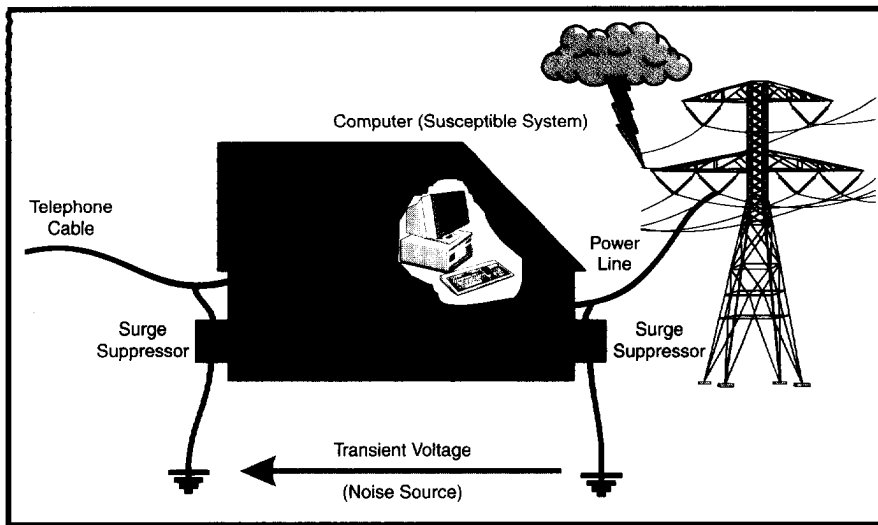 Computer (Susceptible System)
Telephone
Cable
Power
Line
Surge
Suppressor
Surge
Suppressor
Transient Voltage
(Noise Source)